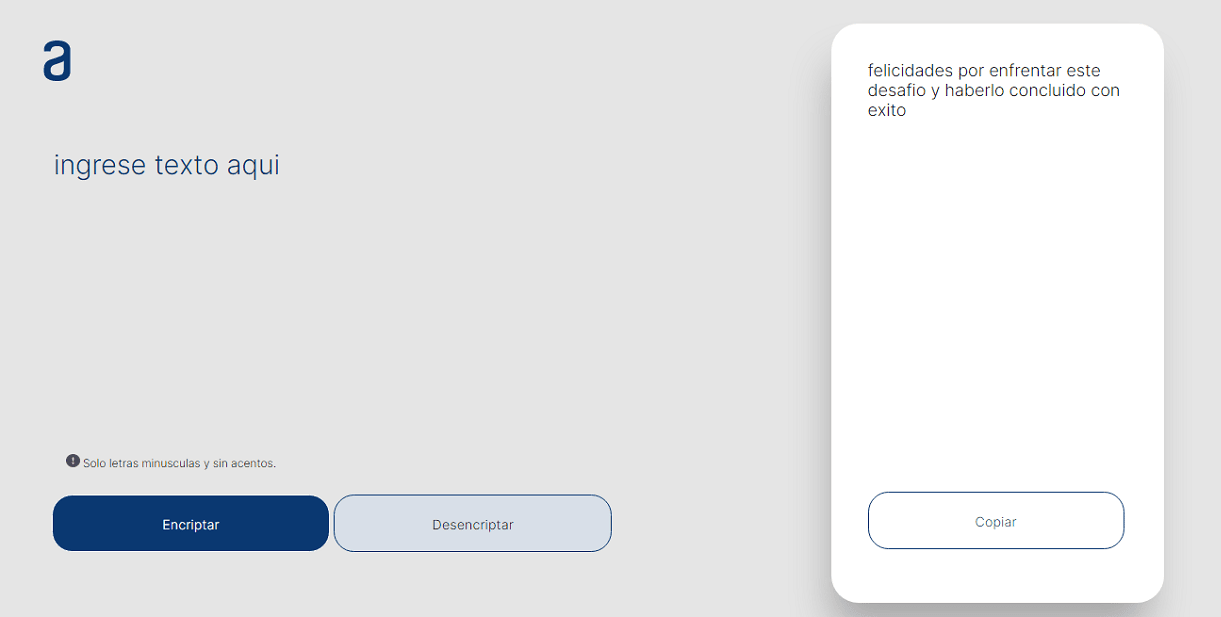 a
ingrese texto aqui
Solo letras minusculas y sin acentos.
Encriptar
Desencriptar
felicidades por enfrentar este
desafio y haberlo concluido con
exito
Copiar